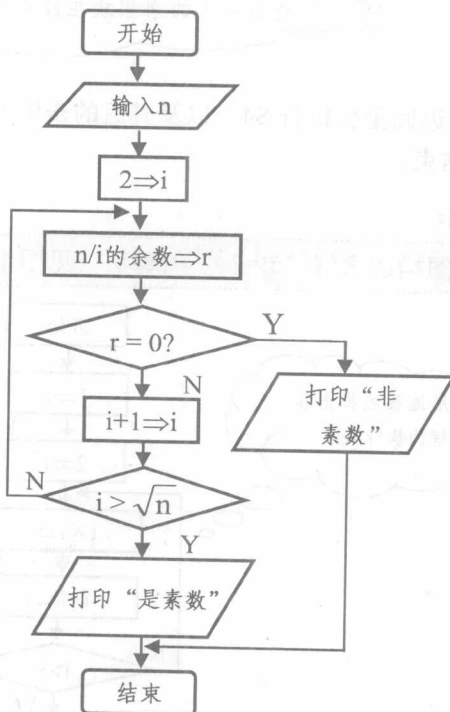 开始
输入n
2⇒i
n/i的余数⇒r
r = 0?
Y
N
打印“非
素数”
i+1⇒i
N
i > √n
Y
打印“是素数”
结束